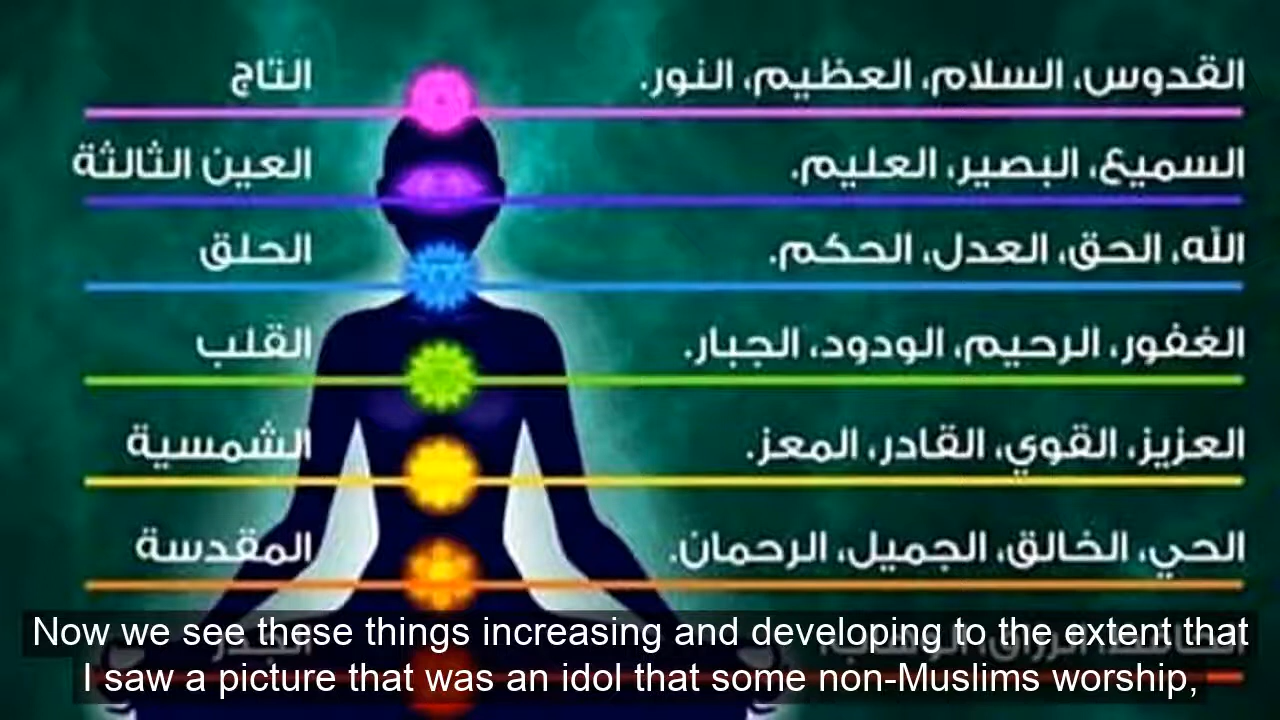 القدوس، السلام، العظيم، النور. التاج
السميع، البصير، العليم. العين الثالثة
الله، الحق، العدل، الحكم. الحلق
الغفور، الرحيم، الودود، الجبار. القلب
العزيز، القوي، القادر، المعز. الشمسية
الحي، الخالق، الجميل، الرحمان. المقدسة
Now we see these things increasing and developing to the extent that
I saw a picture that was an idol that some non-Muslims worship,